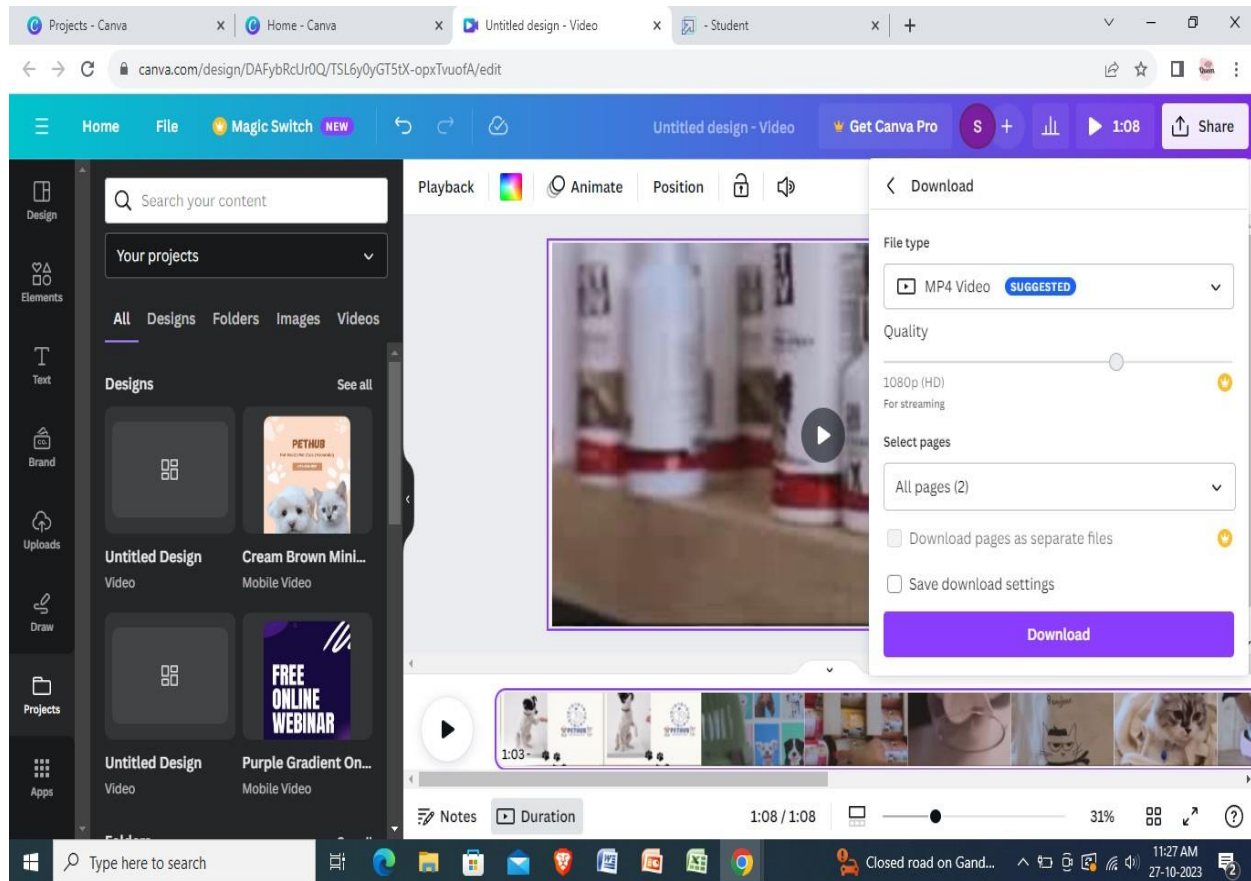 Projects - Canva
Home - Canva
Untitled design - Video
- Student
canva.com/design/DAFybRcUr0Q/TSL6y0yGT5tX-opxTvuofA/edit
Home File Magic Switch NEW
Untitled design - Video
Get Canva Pro
S
+
1:08
Share
Design
Elements
Text
Brand
CO.
Uploads
Draw
Projects
Apps
Search your content
Your projects
All Designs Folders Images Videos
Designs See all
PETHUB
Untitled Design
Video
Cream Brown Mini...
Mobile Video
FREE
ONLINE
WEBINAR
Untitled Design
Video
Purple Gradient On...
Mobile Video
Playback Animate Position
Download
File type
MP4 Video SUGGESTED
Quality
1080p (HD)
For streaming
Select pages
All pages (2)
Download pages as separate files
Save download settings
Download
1:03
PETHUB
PETHUB
Notes Duration 1:08 / 1:08 31%
Type here to search
Closed road on Gand...
11:27 AM
27-10-2023
2